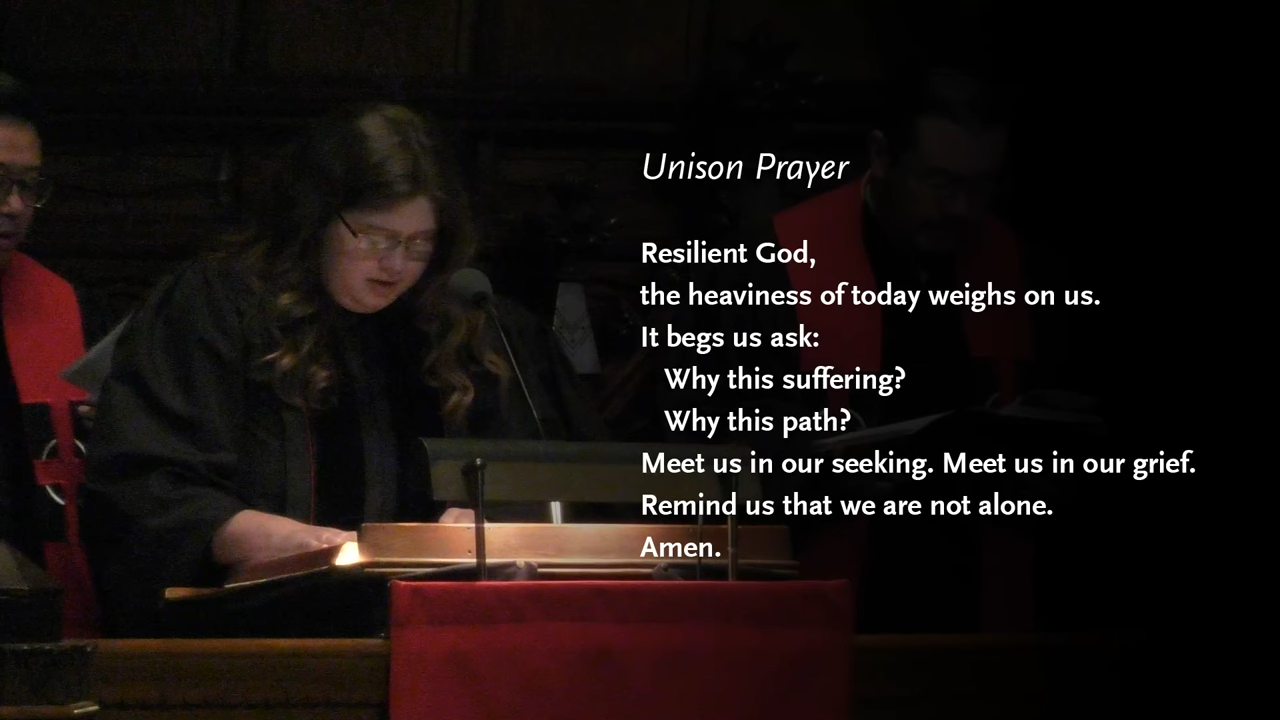 Unison Prayer
Resilient God,
the heaviness of today weighs on us.
It begs us ask:
Why this suffering?
Why this path?
Meet us in our seeking. Meet us in our grief.
Remind us that we are not alone.
Amen.